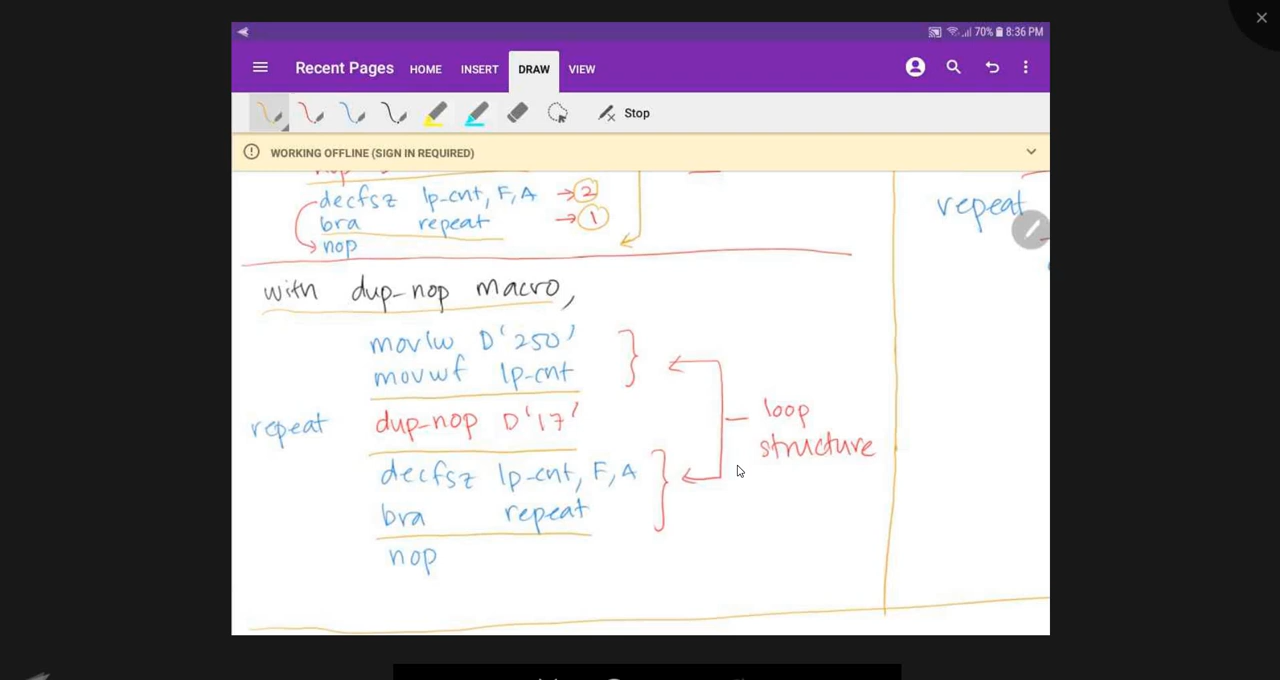 70% 8:36 PM
Recent Pages HOME INSERT DRAW VIEW
Stop
WORKING OFFLINE (SIGN IN REQUIRED)
decfsz lp-cnt, F, A → 2
bra repeat → 1
nop
repeat
with dup-nop macro,
movlw D'250'
movwf lp-cnt
repeat dup-nop D'17'
decfsz lp-cnt, F, A
bra repeat
nop
loop
structure